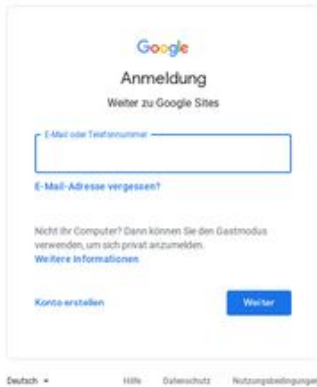 Google
Anmeldung
Weiter zu Google Sites
E-Mail oder Telefonnummer
E-Mail-Adresse vergessen?
Nicht Ihr Computer? Dann können Sie den Gastmodus
verwenden, um sich privat anzumelden.
Weitere Informationen
Konto erstellen
Weiter
Deutsch
Hilfe
Datenschutz
Nutzungsbedingungen